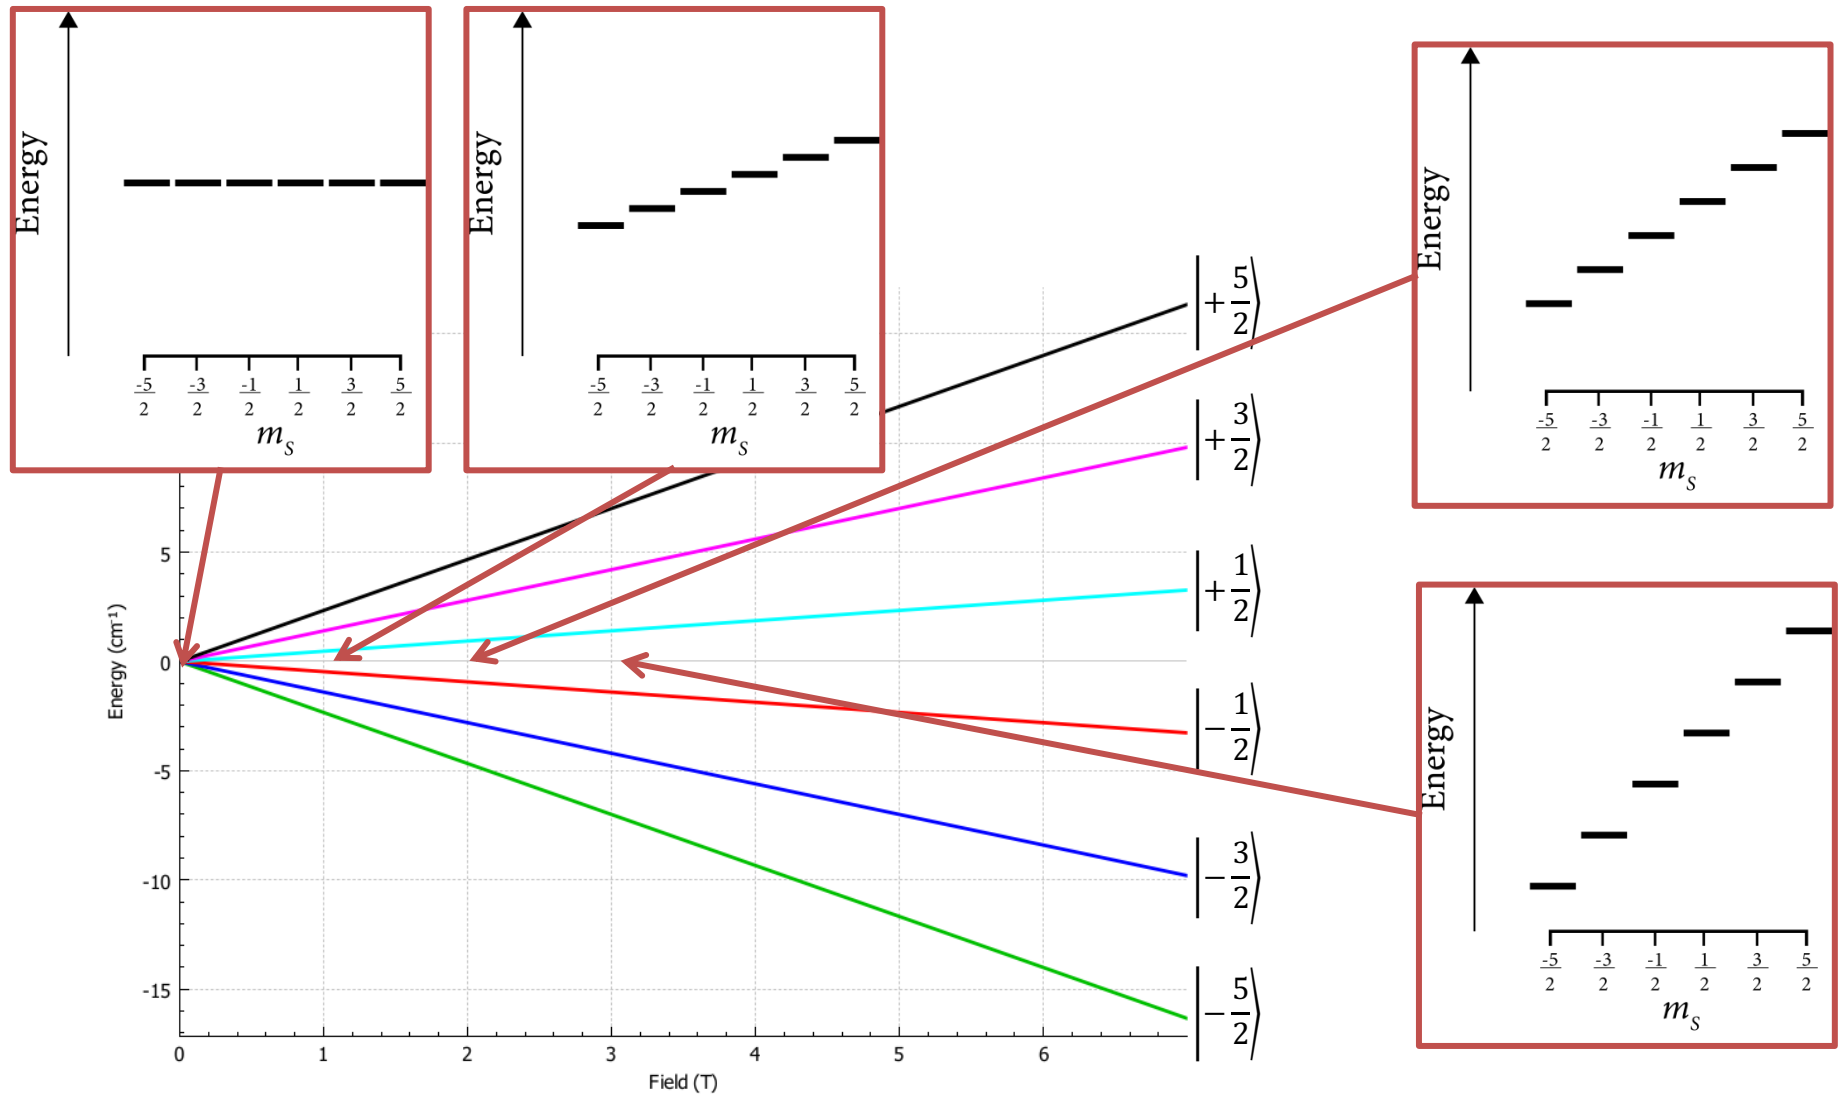 Energy
-5/2 -3/2 -1/2 1/2 3/2 5/2
m_S
Energy
-5/2 -3/2 -1/2 1/2 3/2 5/2
m_S
Energy
-5/2 -3/2 -1/2 1/2 3/2 5/2
m_S
Energy
-5/2 -3/2 -1/2 1/2 3/2 5/2
m_S
|+5/2⟩
|+3/2⟩
|+1/2⟩
|−1/2⟩
|−3/2⟩
|−5/2⟩
Energy (cm⁻¹)
5
0
-5
-10
-15
0 1 2 3 4 5 6
Field (T)